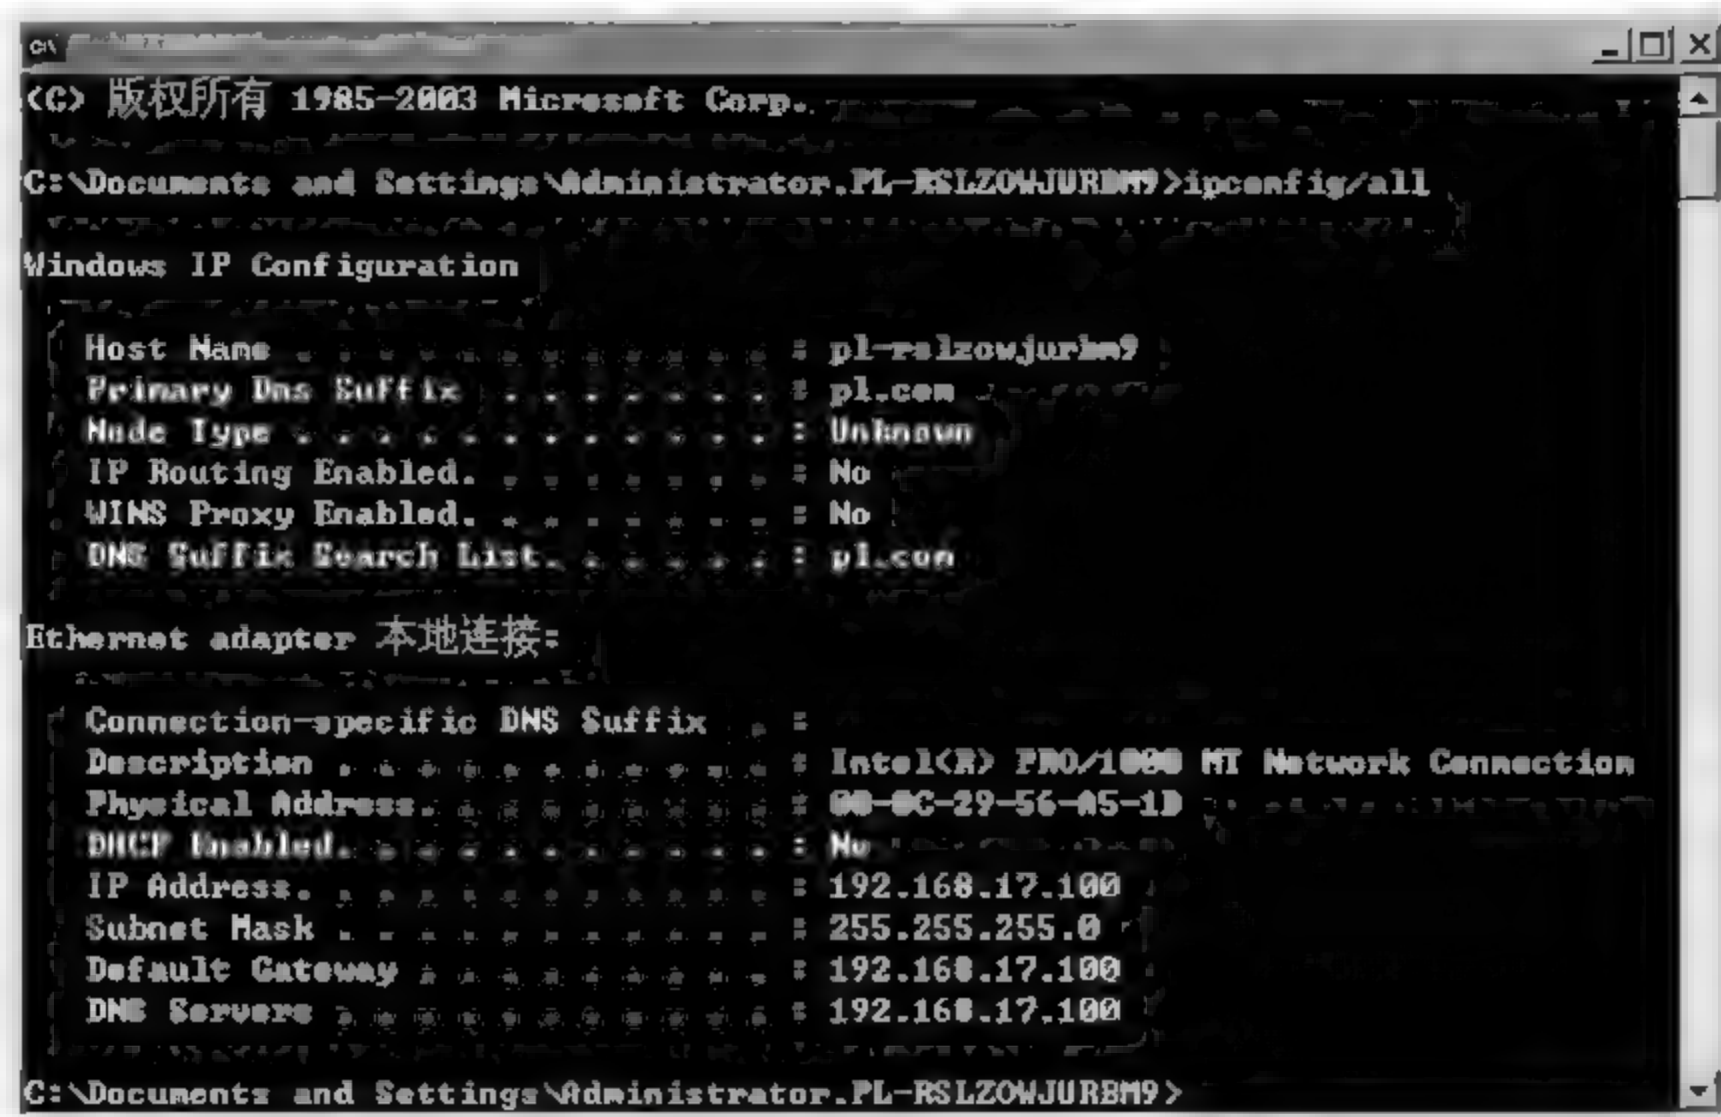 (C) 版权所有 1985-2003 Microsoft Corp.
C:\Documents and Settings\Administrator.PL-RSLZOWJURBM9>ipconfig/all
Windows IP Configuration
Host Name . . . . . . . . . . . . : pl-rslzowjurbm9
Primary Dns Suffix . . . . . . . : pl.com
Node Type . . . . . . . . . . . . : Unknown
IP Routing Enabled. . . . . . . . : No
WINS Proxy Enabled. . . . . . . . : No
DNS Suffix Search List. . . . . . : pl.com
Ethernet adapter 本地连接:
Connection-specific DNS Suffix . :
Description . . . . . . . . . . . : Intel(R) PRO/1000 MT Network Connection
Physical Address. . . . . . . . . : 00-0C-29-56-A5-1D
DHCP Enabled. . . . . . . . . . . : No
IP Address. . . . . . . . . . . . : 192.168.17.100
Subnet Mask . . . . . . . . . . . : 255.255.255.0
Default Gateway . . . . . . . . . : 192.168.17.100
DNS Servers . . . . . . . . . . . : 192.168.17.100
C:\Documents and Settings\Administrator.PL-RSLZOWJURBM9>